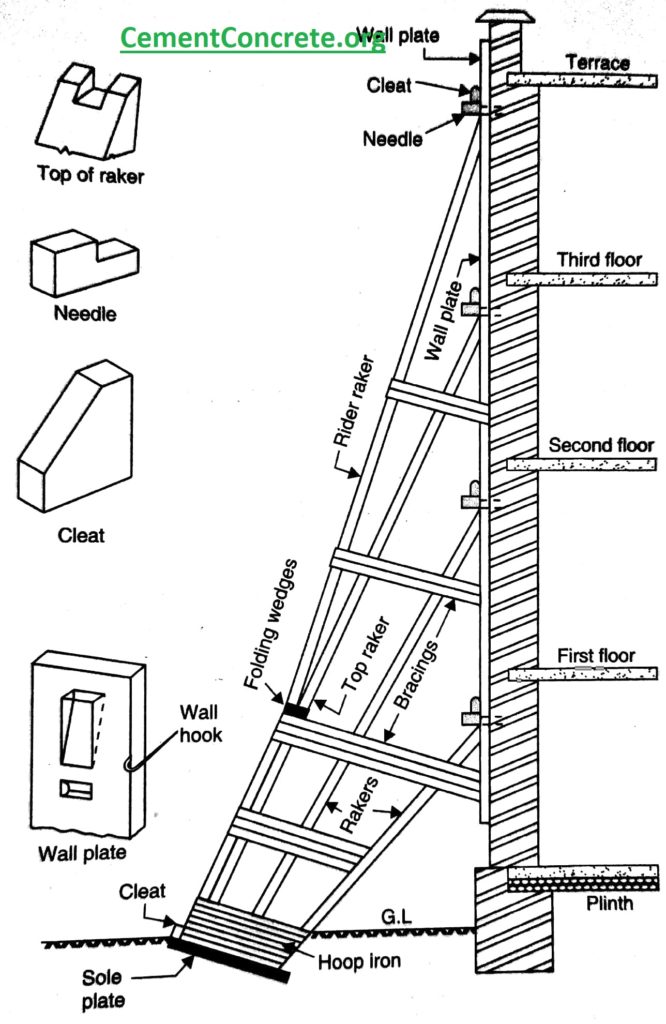 CementConcrete.org
Wall plate
Terrace
Cleat
Needle
Top of raker
Third floor
Needle
Wall plate
Rider raker
Second floor
Cleat
Folding wedges
Top raker
Bracings
First floor
Wall
hook
Rakers
Wall plate
Cleat
G.L
Plinth
Hoop iron
Sole
plate